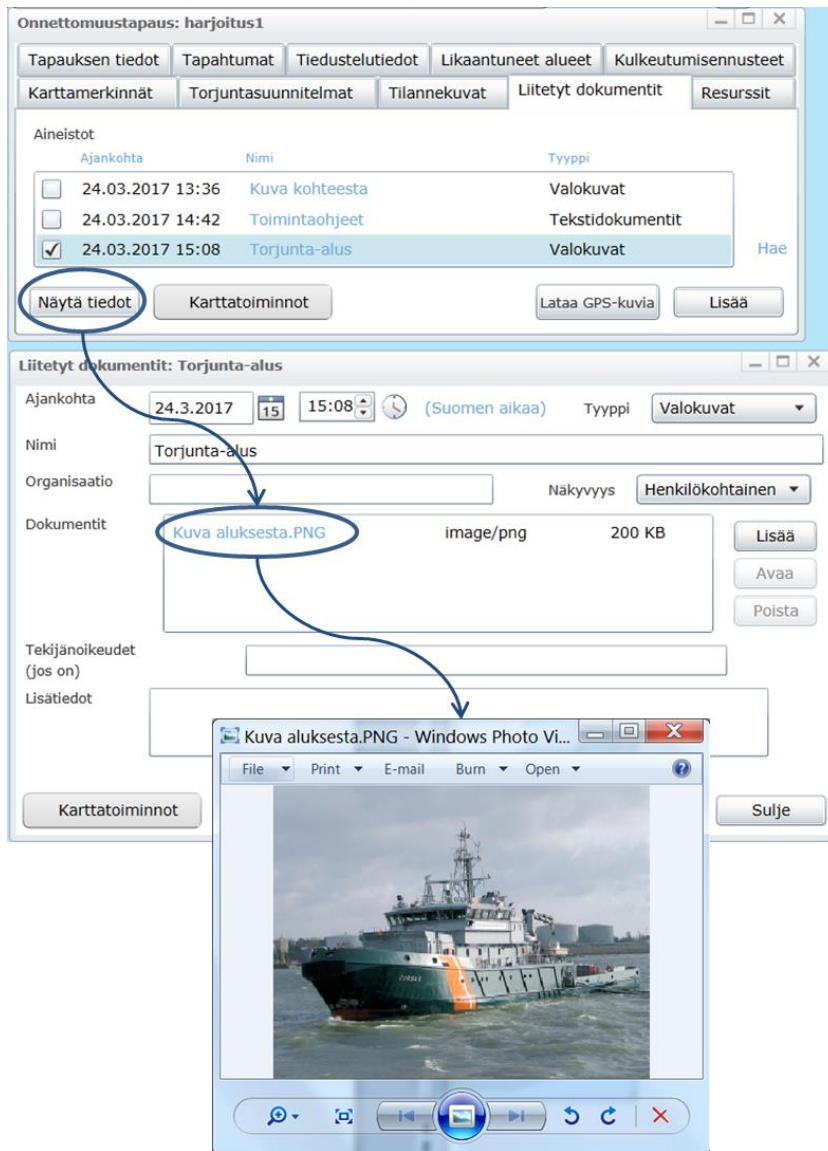 Onnettomuustapaus: harjoitus1
Tapauksen tiedot Tapahtumat Tiedustelutiedot Likaantuneet alueet Kulkeutumisennusteet
Karttamerkinnät Torjuntasuunnitelmat Tilannekuvat Liitetyt dokumentit Resurssit
Aineistot
Ajankohta Nimi Tyyppi
24.03.2017 13:36 Kuva kohteesta Valokuvat
24.03.2017 14:42 Toimintaohjeet Tekstidokumentit
24.03.2017 15:08 Torjunta-alus Valokuvat Hae
Näytä tiedot Karttatoiminnot Lataa GPS-kuvia Lisää
Liitetyt dokumentit: Torjunta-alus
Ajankohta 24.3.2017 15 15:08 (Suomen aikaa) Tyyppi Valokuvat
Nimi Torjunta-alus
Organisaatio Näkyvyys Henkilökohtainen
Dokumentit Kuva aluksesta.PNG image/png 200 KB Lisää
Avaa
Poista
Tekijänoikeudet
(jos on)
Lisätiedot
Kuva aluksesta.PNG - Windows Photo Vi...
File Print E-mail Burn Open
Karttatoiminnot Sulje